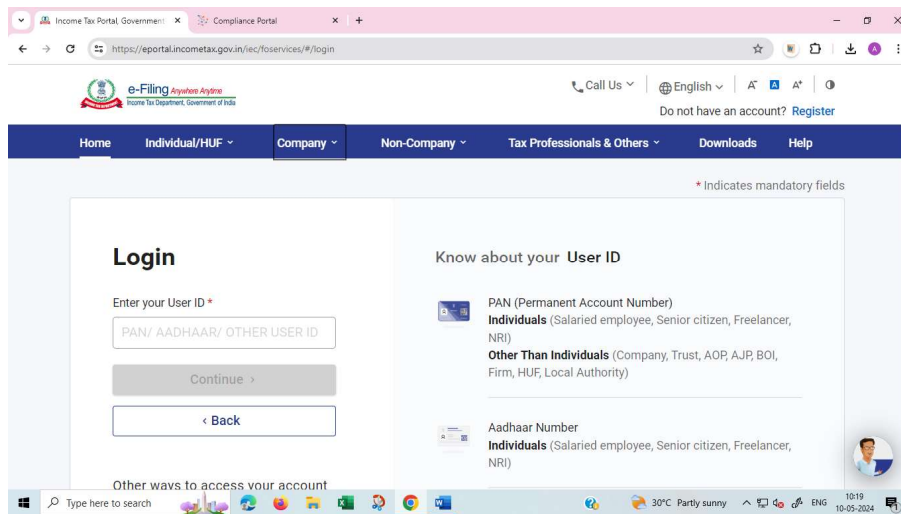 Income Tax Portal, Government
Compliance Portal
https://eportal.incometax.gov.in/iec/foservices/#/login
A
e-Filing Anywhere Anytime
Income Tax Department, Government of India
Call Us
English
A-
A
A+
Do not have an account? Register
Home Individual/HUF Company Non-Company Tax Professionals & Others Downloads Help
* Indicates mandatory fields
Login
Enter your User ID *
PAN/ AADHAAR/ OTHER USER ID
Continue >
< Back
Other ways to access your account
Know about your User ID
PAN (Permanent Account Number)
Individuals (Salaried employee, Senior citizen, Freelancer,
NRI)
Other Than Individuals (Company, Trust, AOP, AJP, BOI,
Firm, HUF, Local Authority)
Aadhaar Number
Individuals (Salaried employee, Senior citizen, Freelancer,
NRI)
Type here to search
30°C Partly sunny
ENG
10:19
10-05-2024